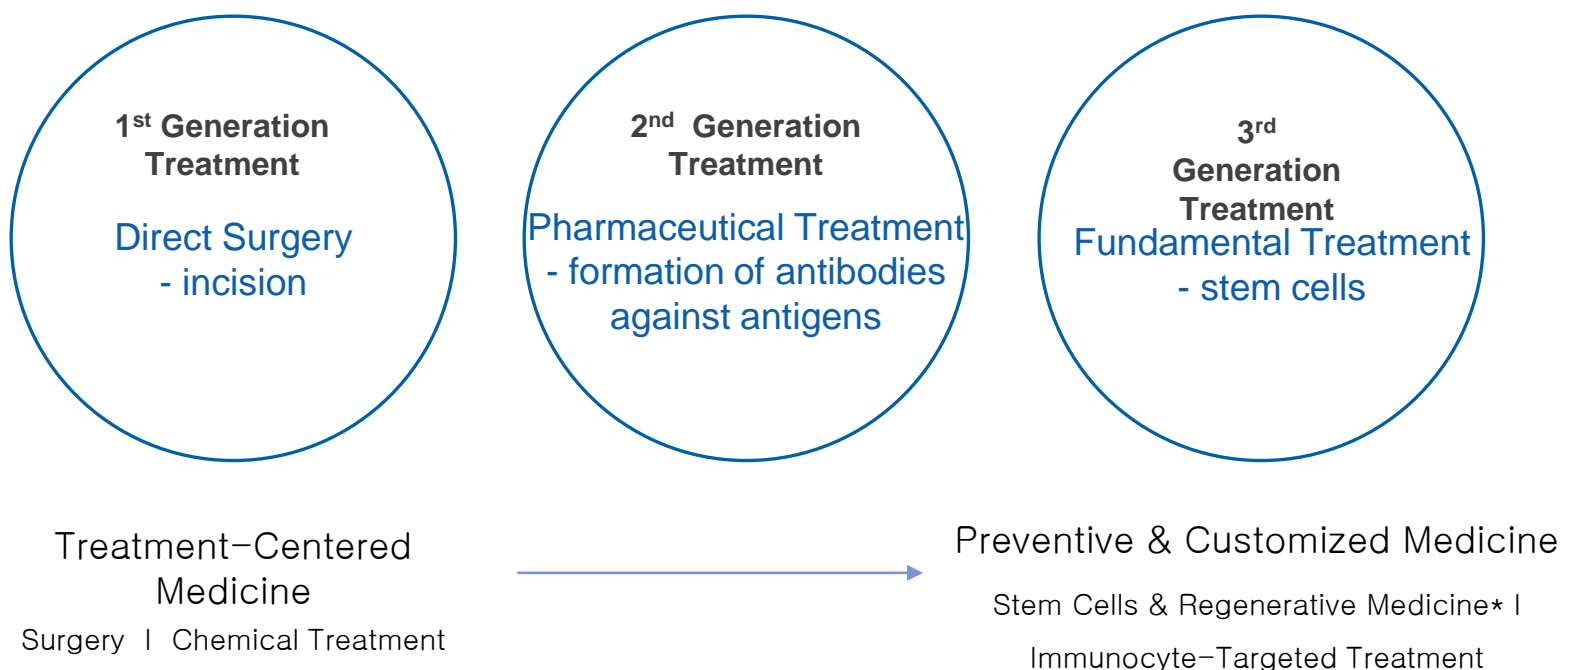 1st Generation
Treatment
Direct Surgery
- incision
2nd Generation
Treatment
Pharmaceutical Treatment
- formation of antibodies
against antigens
3rd
Generation
Treatment
Fundamental Treatment
- stem cells
Treatment-Centered
Medicine
Surgery | Chemical Treatment
Preventive & Customized Medicine
Stem Cells & Regenerative Medicine* |
Immunocyte-Targeted Treatment